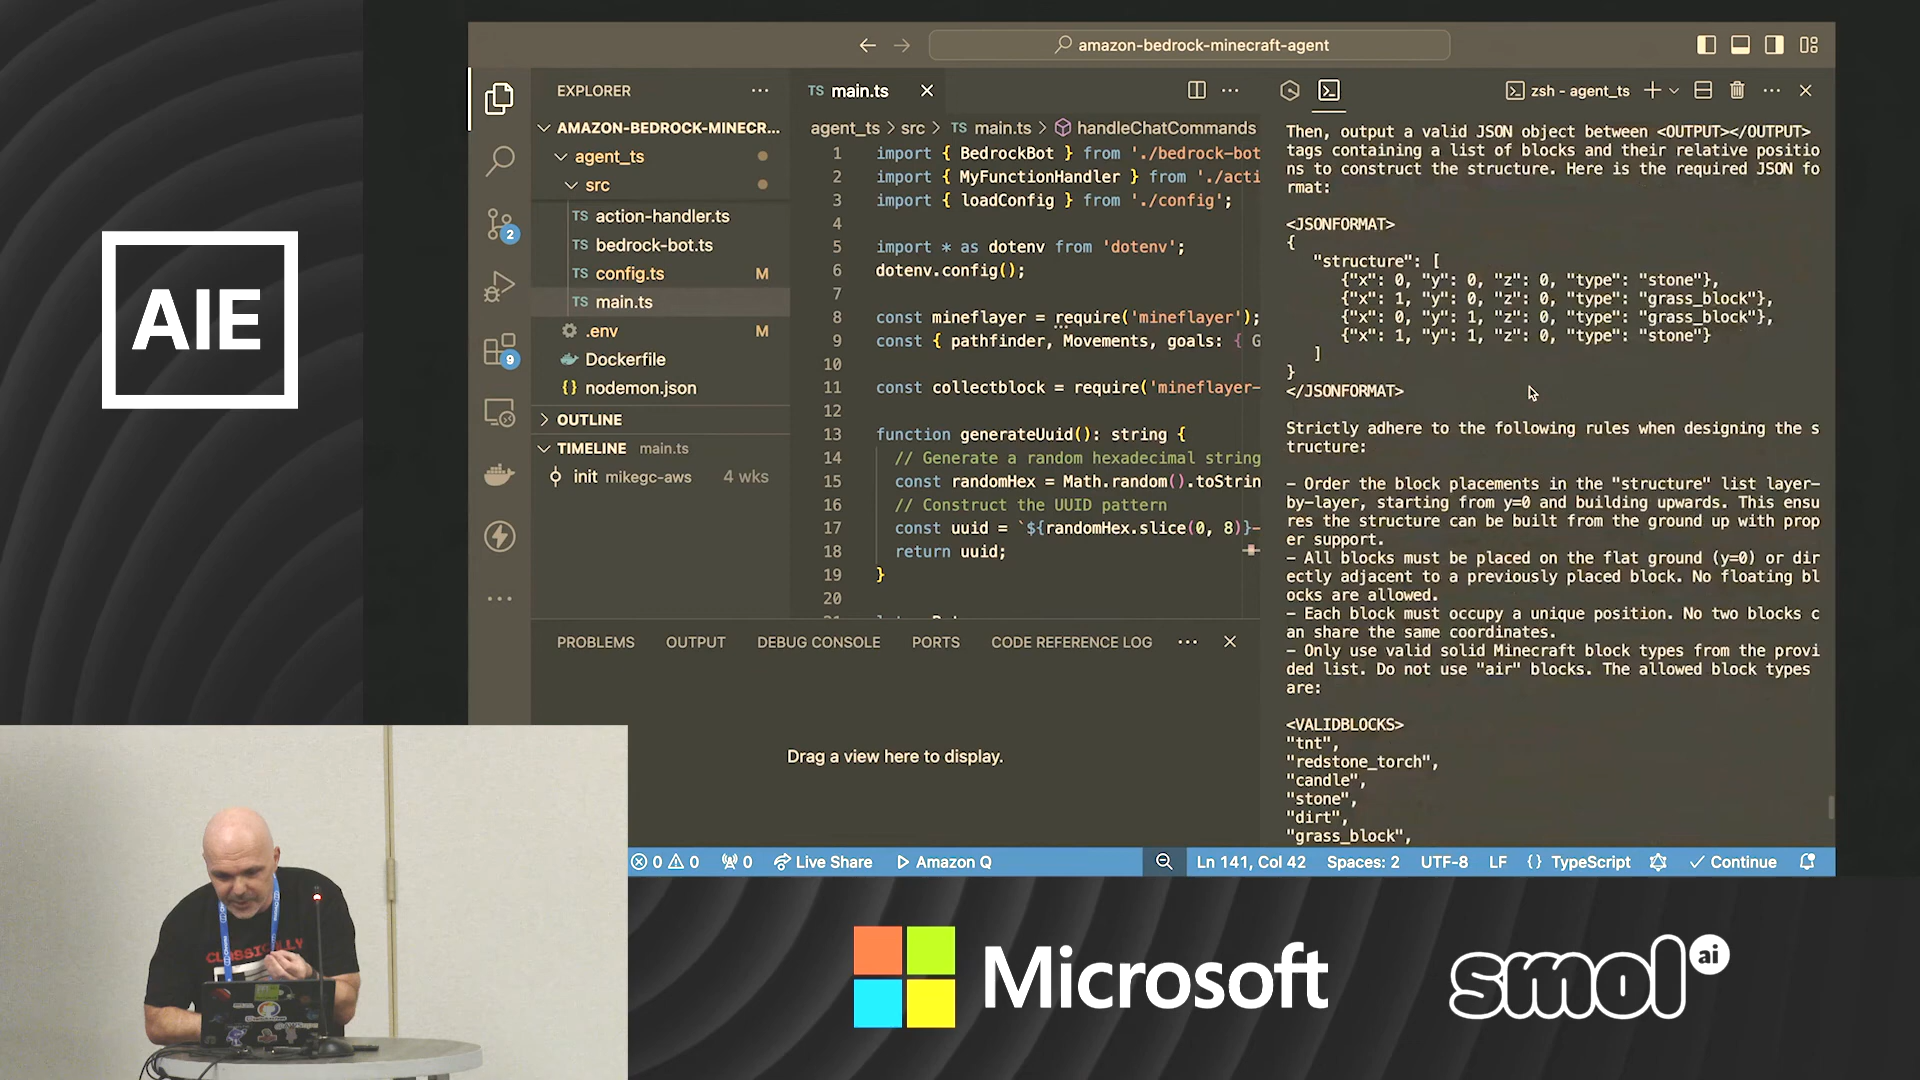 AIE
amazon-bedrock-minecraft-agent
EXPLORER
AMAZON-BEDROCK-MINECR...
agent_ts
src
TS action-handler.ts
TS bedrock-bot.ts
TS config.ts M
TS main.ts
.env M
Dockerfile
{} nodemon.json
OUTLINE
TIMELINE main.ts
init mikegc-aws 4 wks
2
9
TS main.ts
agent_ts > src > TS main.ts > handleChatCommands
1 import { BedrockBot } from './bedrock-bot
2 import { MyFunctionHandler } from './acti
3 import { loadConfig } from './config';
4
5 import * as dotenv from 'dotenv';
6 dotenv.config();
7
8 const mineflayer = require('mineflayer');
9 const { pathfinder, Movements, goals: { G
10
11 const collectblock = require('mineflayer-
12
13 function generateUuid(): string {
14 // Generate a random hexadecimal string
15 const randomHex = Math.random().toStrin
16 // Construct the UUID pattern
17 const uuid = `${randomHex.slice(0, 8)}-
18 return uuid;
19 }
20
PROBLEMS OUTPUT DEBUG CONSOLE PORTS CODE REFERENCE LOG
Drag a view here to display.
zsh - agent_ts
Then, output a valid JSON object between <OUTPUT></OUTPUT>
tags containing a list of blocks and their relative positio
ns to construct the structure. Here is the required JSON fo
rmat:
<JSONFORMAT>
{
"structure": [
{"x": 0, "y": 0, "z": 0, "type": "stone"},
{"x": 1, "y": 0, "z": 0, "type": "grass_block"},
{"x": 0, "y": 1, "z": 0, "type": "grass_block"},
{"x": 1, "y": 1, "z": 0, "type": "stone"}
]
}
</JSONFORMAT>
Strictly adhere to the following rules when designing the s
tructure:
- Order the block placements in the "structure" list layer-
by-layer, starting from y=0 and building upwards. This ensu
res the structure can be built from the ground up with prop
er support.
- All blocks must be placed on the flat ground (y=0) or dir
ectly adjacent to a previously placed block. No floating bl
ocks are allowed.
- Each block must occupy a unique position. No two blocks c
an share the same coordinates.
- Only use valid solid Minecraft block types from the provi
ded list. Do not use "air" blocks. The allowed block types
are:
<VALIDBLOCKS>
"tnt",
"redstone_torch",
"candle",
"stone",
"dirt",
"grass_block",
0 0 0 Live Share Amazon Q Ln 141, Col 42 Spaces: 2 UTF-8 LF {} TypeScript Continue
CLASSICALLY
Microsoft
smol ai